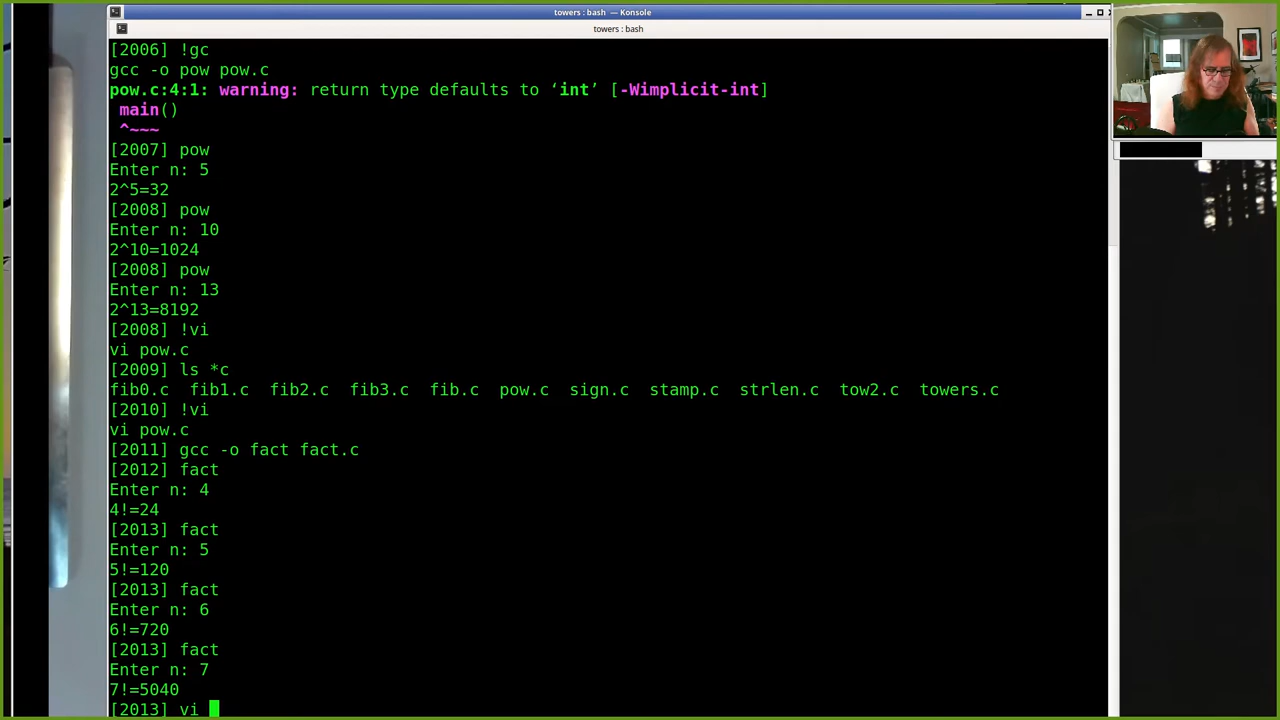 towers : bash — Konsole
towers : bash
[2006] !gc
gcc -o pow pow.c
pow.c:4:1: warning: return type defaults to ‘int’ [-Wimplicit-int]
 main()
 ^~~~
[2007] pow
Enter n: 5
2^5=32
[2008] pow
Enter n: 10
2^10=1024
[2008] pow
Enter n: 13
2^13=8192
[2008] !vi
vi pow.c
[2009] ls *c
fib0.c  fib1.c  fib2.c  fib3.c  fib.c  pow.c  sign.c  stamp.c  strlen.c  tow2.c  towers.c
[2010] !vi
vi pow.c
[2011] gcc -o fact fact.c
[2012] fact
Enter n: 4
4!=24
[2013] fact
Enter n: 5
5!=120
[2013] fact
Enter n: 6
6!=720
[2013] fact
Enter n: 7
7!=5040
[2013] vi